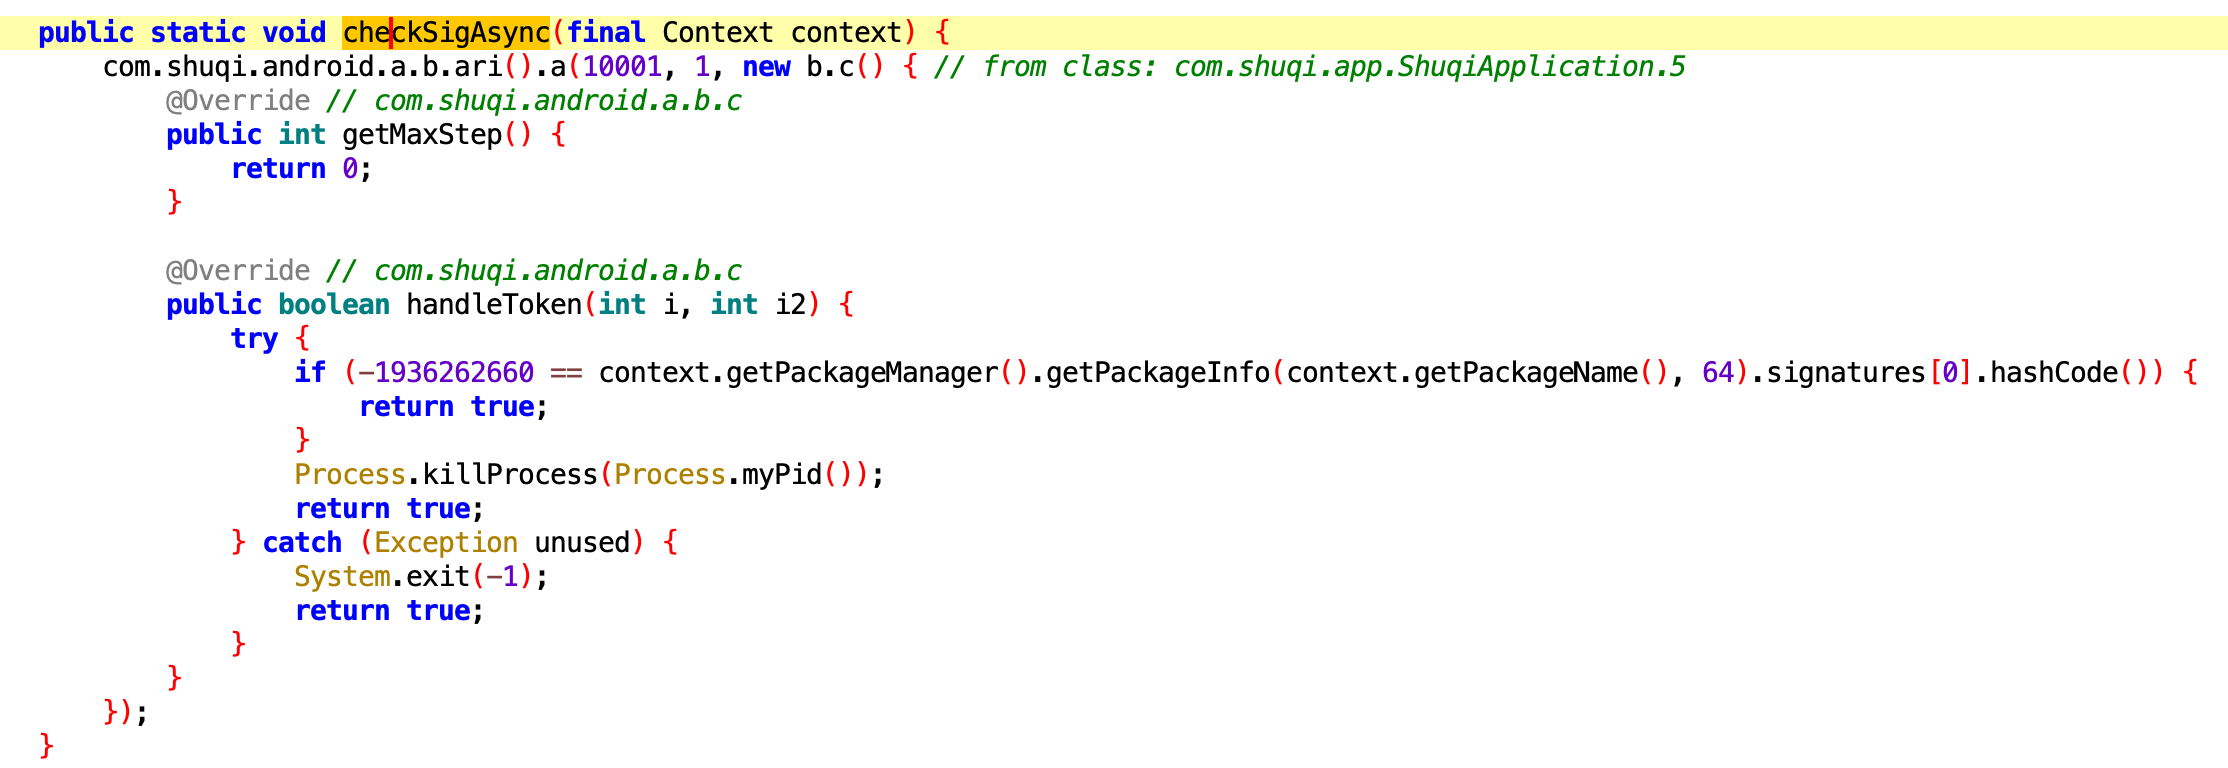 public static void checkSigAsync(final Context context) {
    com.shuqi.android.a.b.ari().a(10001, 1, new b.c() { // from class: com.shuqi.app.ShuqiApplication.5
        @Override // com.shuqi.android.a.b.c
        public int getMaxStep() {
            return 0;
        }

        @Override // com.shuqi.android.a.b.c
        public boolean handleToken(int i, int i2) {
            try {
                if (-1936262660 == context.getPackageManager().getPackageInfo(context.getPackageName(), 64).signatures[0].hashCode()) {
                    return true;
                }
                Process.killProcess(Process.myPid());
                return true;
            } catch (Exception unused) {
                System.exit(-1);
                return true;
            }
        }
    });
}